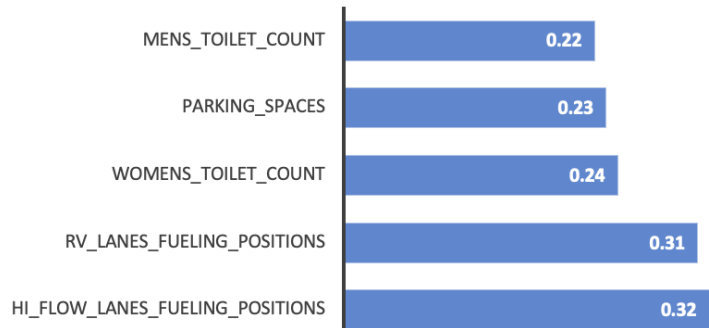 MENS_TOILET_COUNT 0.22
PARKING_SPACES 0.23
WOMENS_TOILET_COUNT 0.24
RV_LANES_FUELING_POSITIONS 0.31
HI_FLOW_LANES_FUELING_POSITIONS 0.32